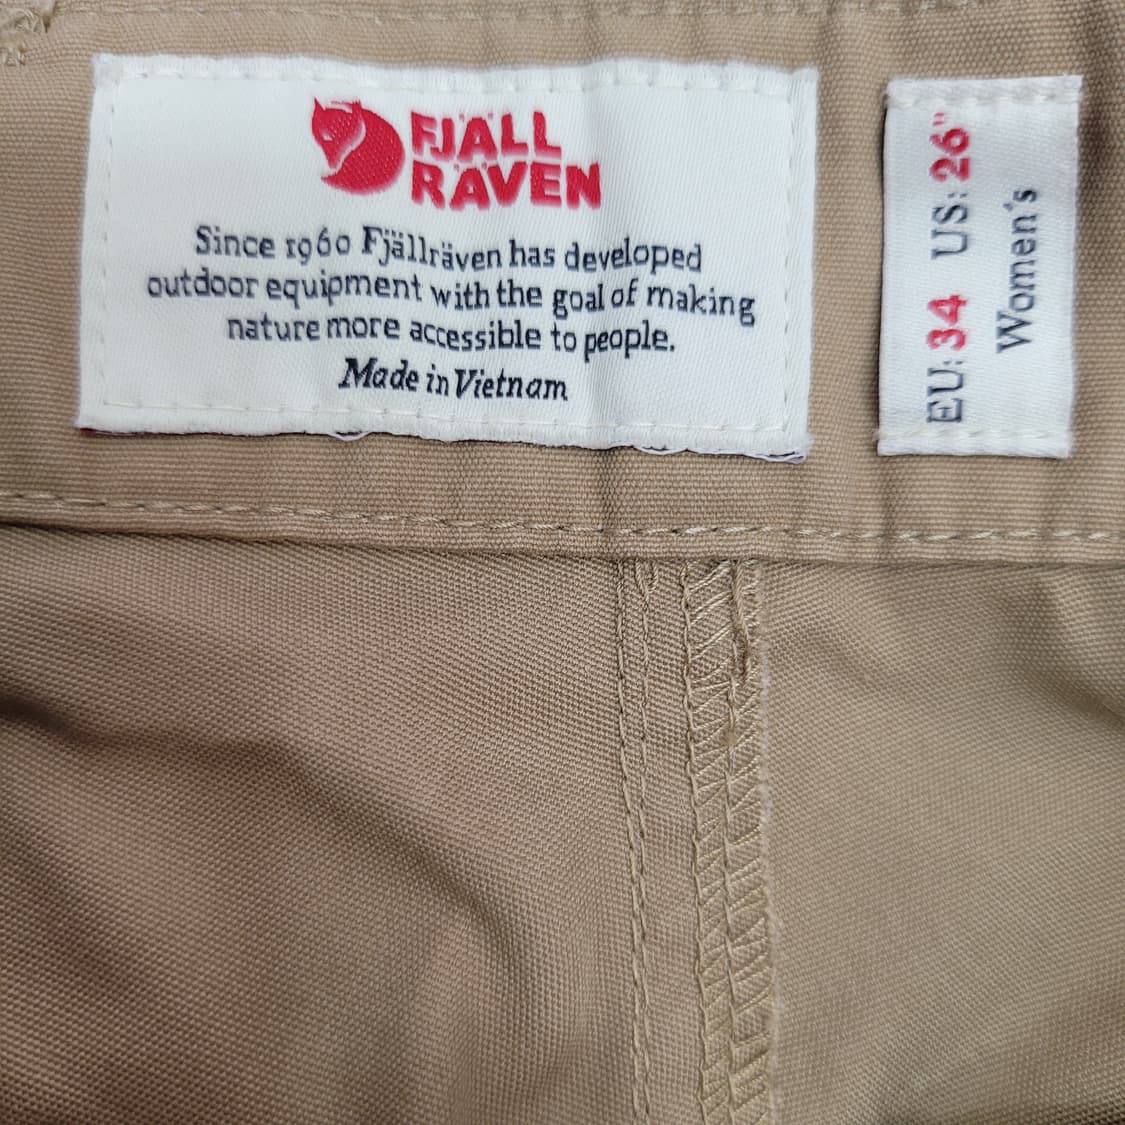 FJÄLL
RÄVEN
Since 1960 Fjällräven has developed
outdoor equipment with the goal of making
nature more accessible to people.
Made in Vietnam
EU: 34 US: 26"
Women's